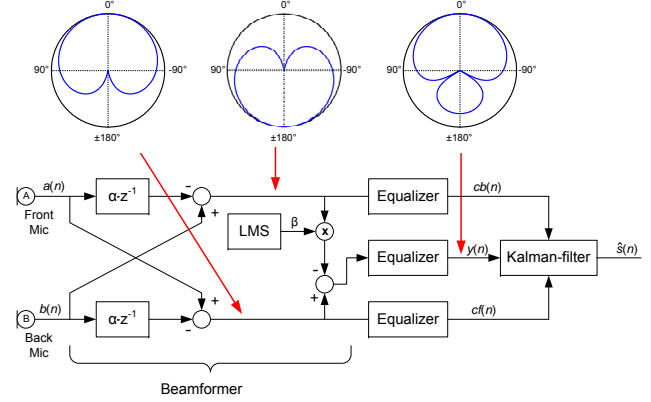 0° 0° 0°
90° -90° 90° -90° 90° -90°
±180° ±180° ±180°
A a(n) α·z⁻¹ - + Equalizer cb(n)
Front
Mic
LMS β x
- + Equalizer y(n) Kalman-filter ŝ(n)
B b(n) α·z⁻¹ + - Equalizer cf(n)
Back
Mic
Beamformer